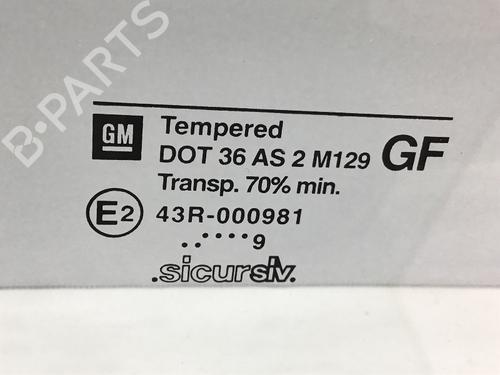 B-PARTS
GM
Tempered
DOT 36 AS 2 M129 GF
Transp. 70% min.
E2 43R-000981
..·····9
.sicursiv.